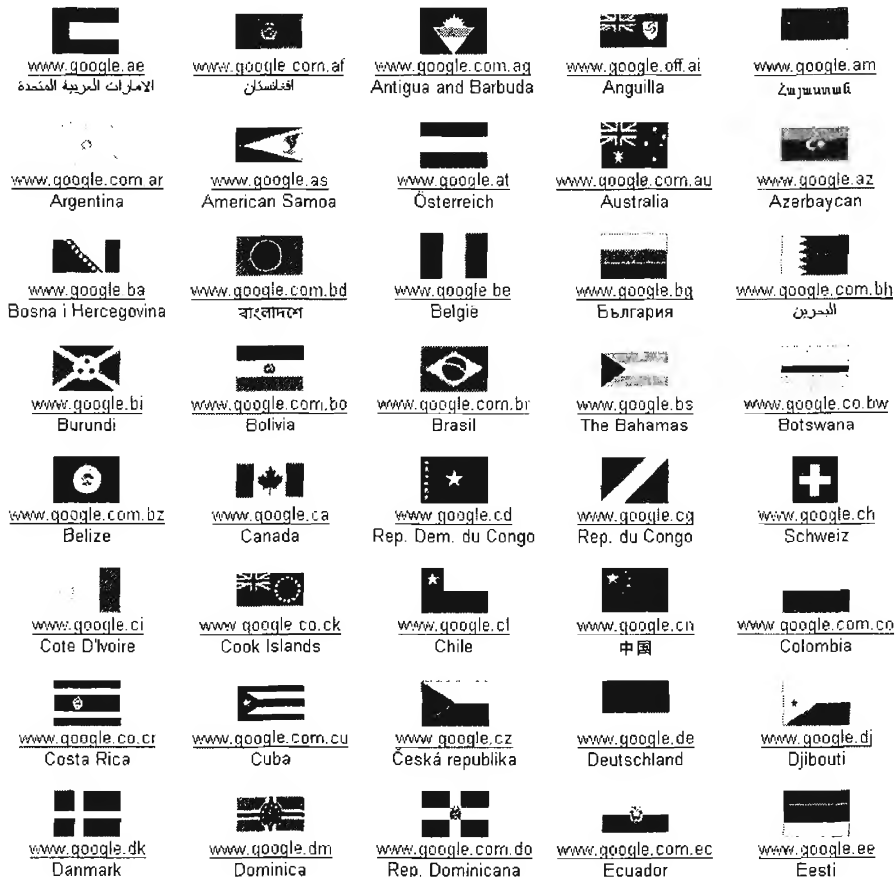 www.google.ae www.google.com.af www.google.com.ag www.google.off.ai www.google.am
الامارات العربية المتحدة افغانستان Antigua and Barbuda Anguilla Հայաստան
www.google.com.ar www.google.as www.google.at www.google.com.au www.google.az
Argentina American Samoa Österreich Australia Azərbaycan
www.google.ba www.google.com.bd www.google.be www.google.bg www.google.com.bh
Bosna i Hercegovina বাংলাদেশ België България البحرين
www.google.bi www.google.com.bo www.google.com.br www.google.bs www.google.co.bw
Burundi Bolivia Brasil The Bahamas Botswana
www.google.com.bz www.google.ca www.google.cd www.google.cg www.google.ch
Belize Canada Rep. Dem. du Congo Rep. du Congo Schweiz
www.google.ci www.google.co.ck www.google.cl www.google.cn www.google.com.co
Cote D'Ivoire Cook Islands Chile 中国 Colombia
www.google.co.cr www.google.com.cu www.google.cz www.google.de www.google.dj
Costa Rica Cuba Česká republika Deutschland Djibouti
www.google.dk www.google.dm www.google.com.do www.google.com.ec www.google.ee
Danmark Dominica Rep. Dominicana Ecuador Eesti